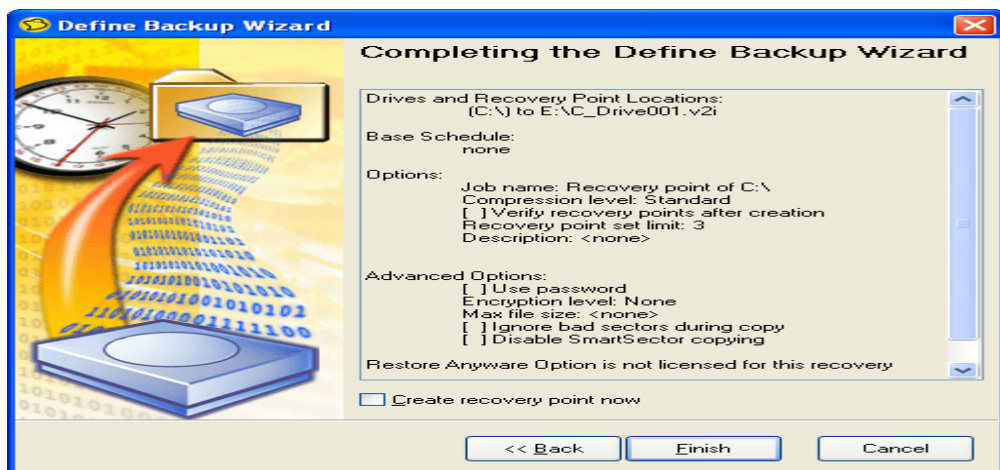 Define Backup Wizard
Completing the Define Backup Wizard
Drives and Recovery Point Locations:
(C:\) to E:\C_Drive001.v2i
Base Schedule:
none
Options:
Job name: Recovery point of C:\
Compression level: Standard
[ ] Verify recovery points after creation
Recovery point set limit: 3
Description: <none>
Advanced Options:
[ ] Use password
Encryption level: None
Max file size: <none>
[ ] Ignore bad sectors during copy
[ ] Disable SmartSector copying
Restore Anyware Option is not licensed for this recovery
Create recovery point now
<< Back
Finish
Cancel